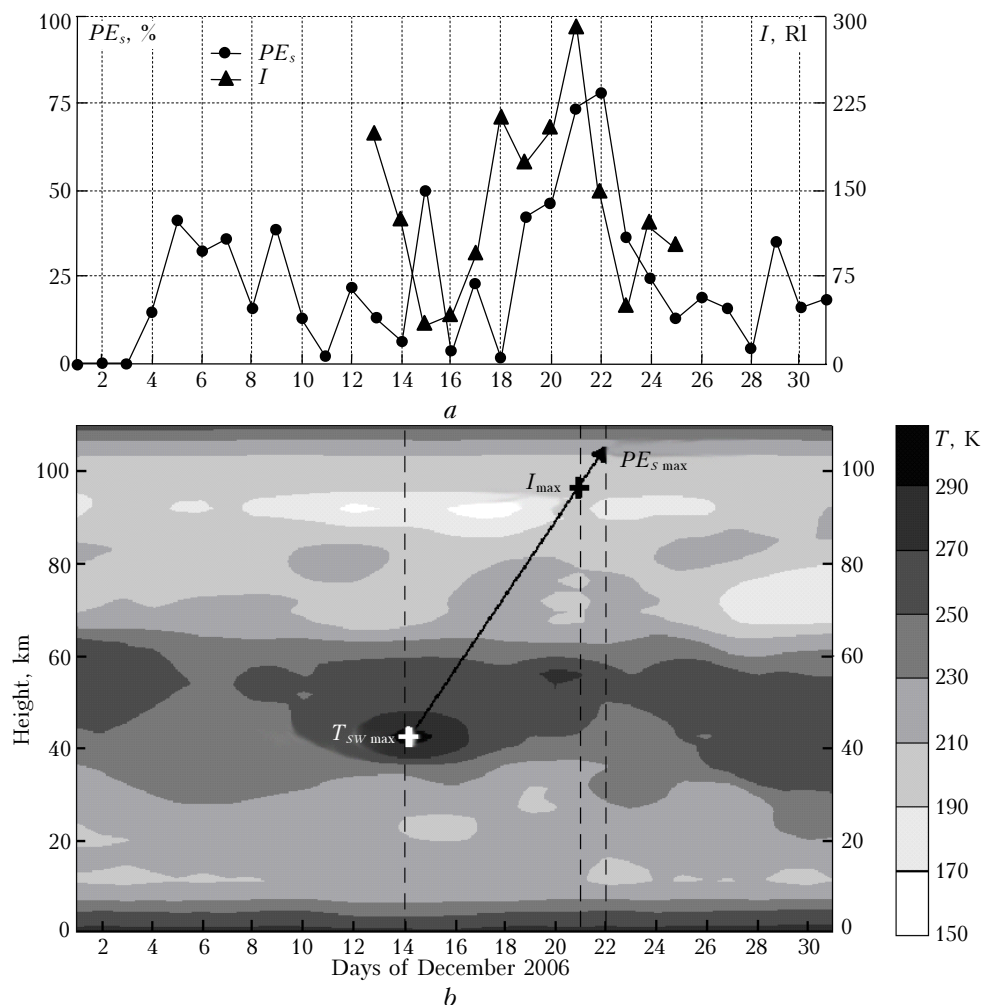 100 300
PEs, % I, Rl
PEs
I
75 225
50 150
25 75
0 0
2 4 6 8 10 12 14 16 18 20 22 24 26 28 30
a
T, K
100 100
PEs max
Imax
290
270
80 80
250
Height, km
60 60
230
TSW max
40 40
210
190
20 20
170
0 0
150
2 4 6 8 10 12 14 16 18 20 22 24 26 28 30
Days of December 2006
b